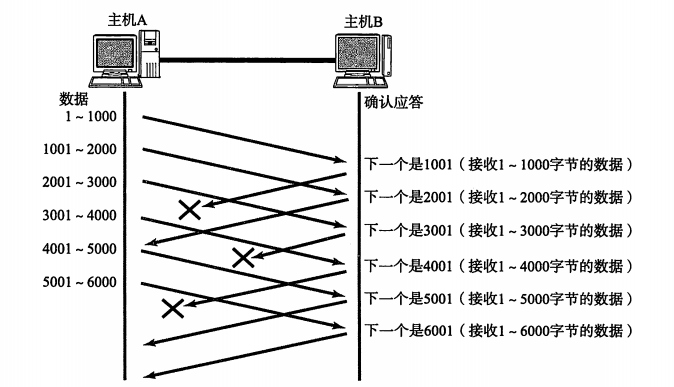 主机A
主机B
数据
确认应答
1～1000
1001～2000
2001～3000
3001～4000
4001～5000
5001～6000
下一个是1001（接收1～1000字节的数据）
下一个是2001（接收1～2000字节的数据）
下一个是3001（接收1～3000字节的数据）
下一个是4001（接收1～4000字节的数据）
下一个是5001（接收1～5000字节的数据）
下一个是6001（接收1～6000字节的数据）